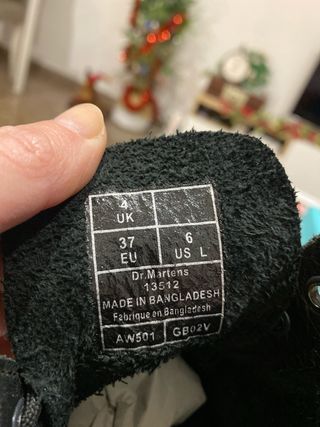 4
UK
37
EU
6
US L
Dr.Martens
13512
MADE IN BANGLADESH
Fabriqué en Bangladesh
AW501
GB02V